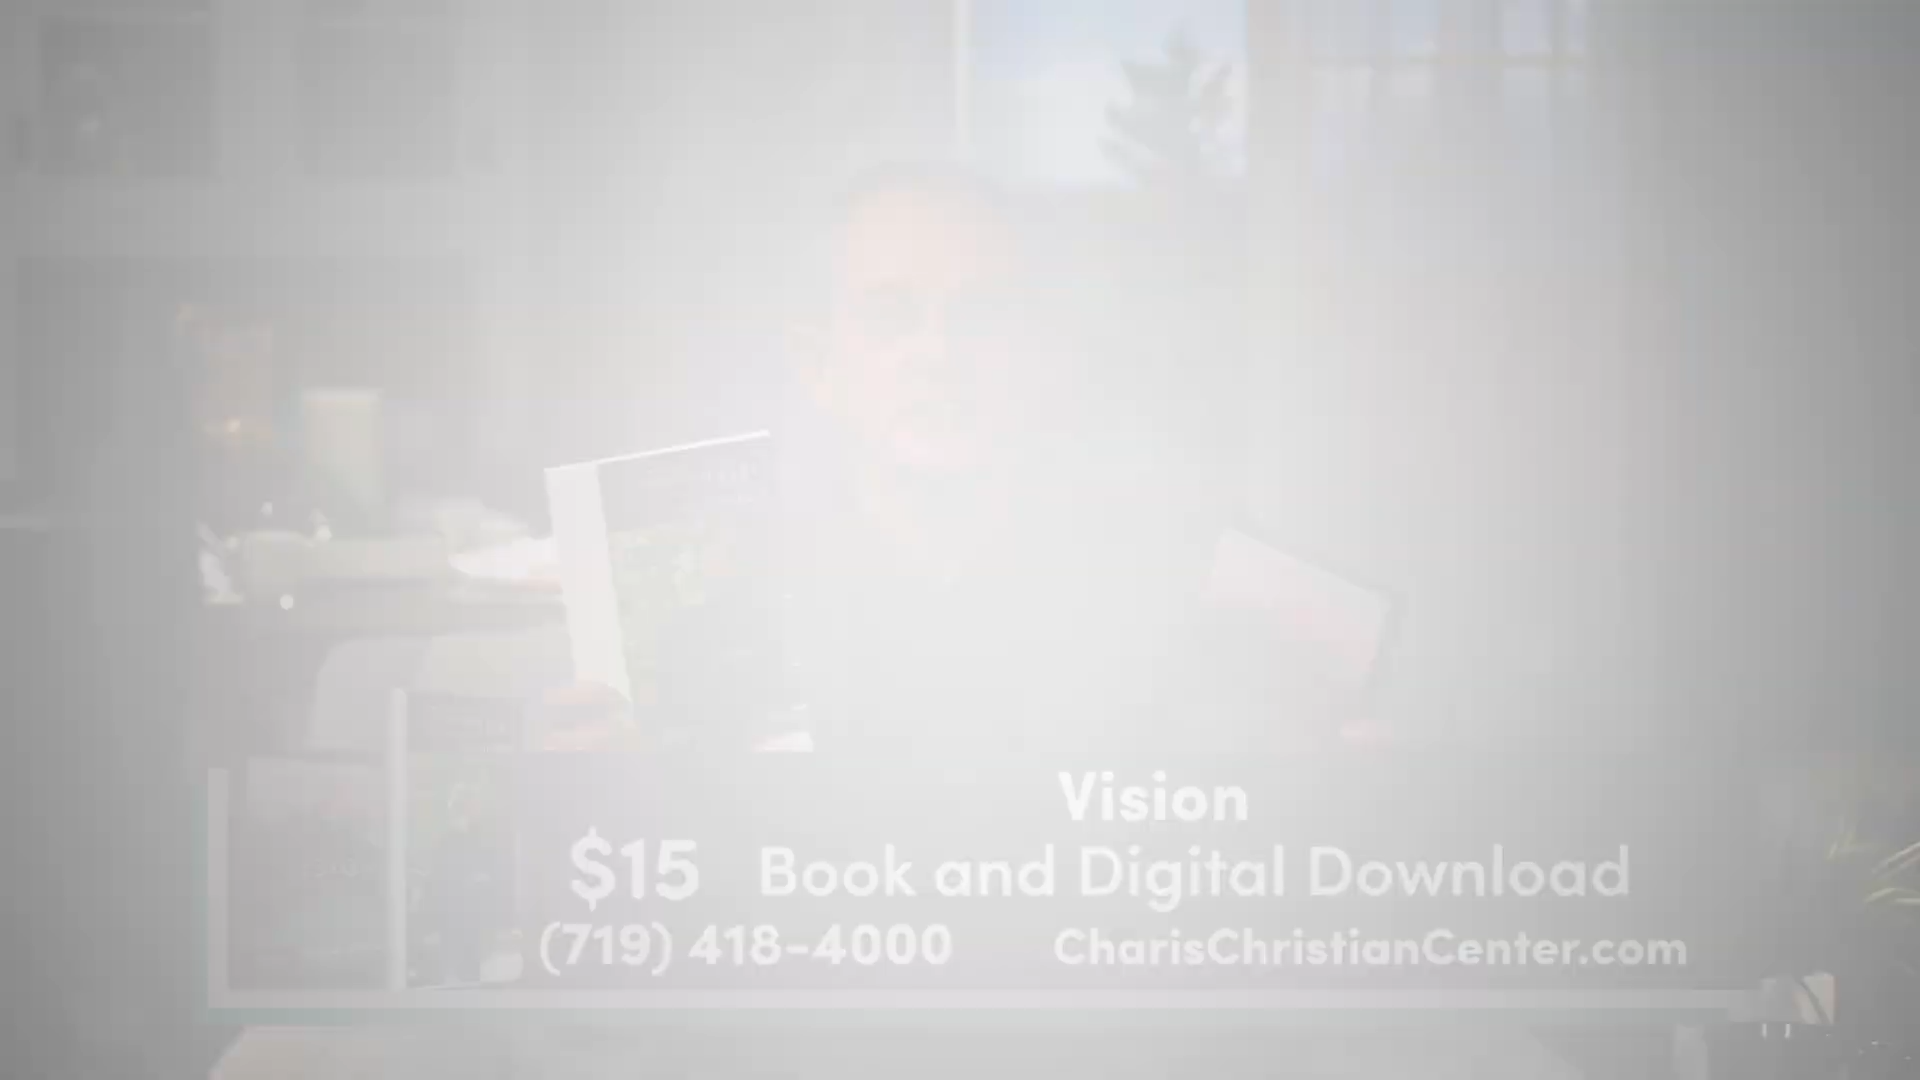 Vision
$15 Book and Digital Download
(719) 418-4000 CharisChristianCenter.com